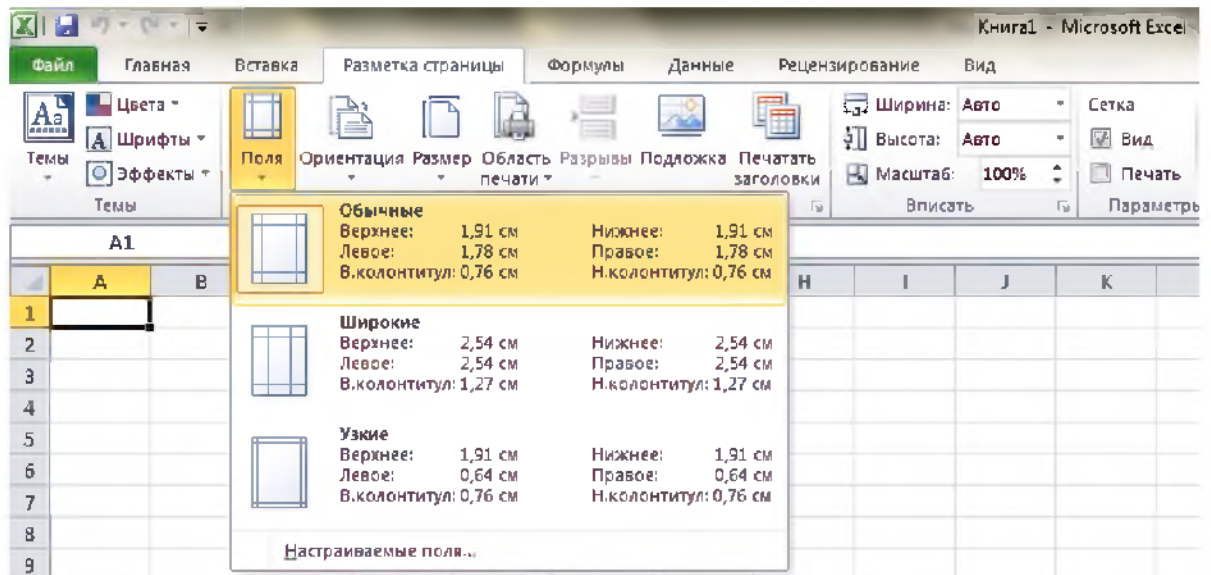 Книга1 - Microsoft Excel
Файл Главная Вставка Разметка страницы Формулы Данные Рецензирование Вид
Aa Цвета Ширина: Авто Сетка
A Шрифты Высота: Авто Вид
Темы Эффекты Поля Ориентация Размер Область печати Разрывы Подложка Печатать заголовки Масштаб: 100% Печать
Темы Вписать Параметры
A1
A B H I J K
1
2
3
4
5
6
7
8
9
Обычные
Верхнее: 1,91 см Нижнее: 1,91 см
Левое: 1,78 см Правое: 1,78 см
В.колонтитул: 0,76 см Н.колонтитул: 0,76 см
Широкие
Верхнее: 2,54 см Нижнее: 2,54 см
Левое: 2,54 см Правое: 2,54 см
В.колонтитул: 1,27 см Н.колонтитул: 1,27 см
Узкие
Верхнее: 1,91 см Нижнее: 1,91 см
Левое: 0,64 см Правое: 0,64 см
В.колонтитул: 0,76 см Н.колонтитул: 0,76 см
Настраиваемые поля...